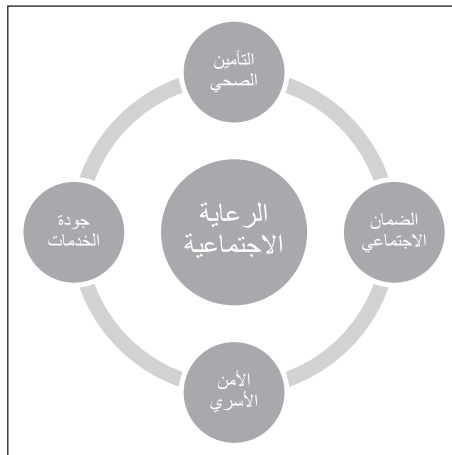 التأمين
الصحي
الضمان
الاجتماعي
الرعاية
الاجتماعية
جودة
الخدمات
الأمن
الأسري